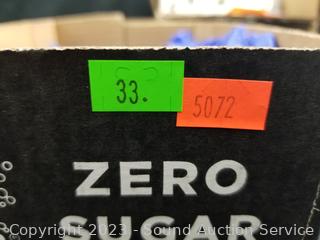 33.
5072
ZERO
SUGAR
Copyright 2023 - Sound Auction Service